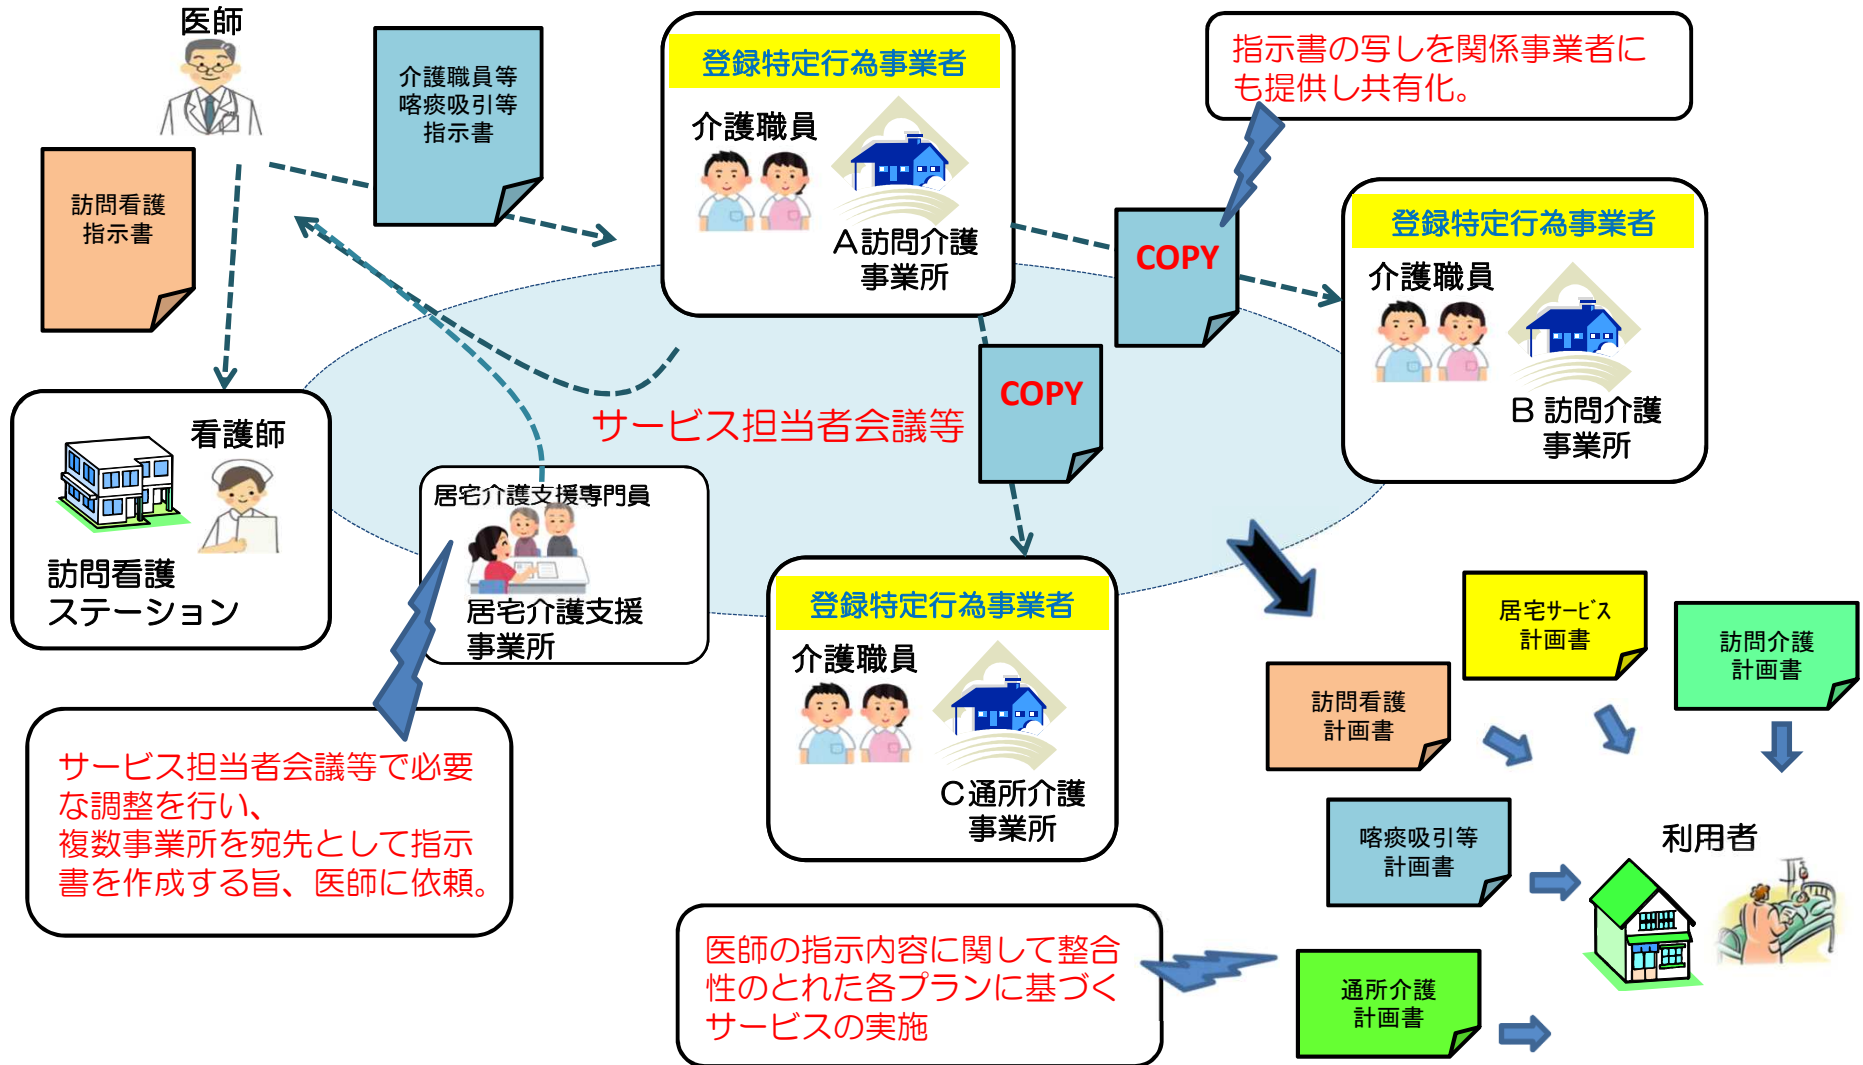 医師
介護職員等
喀痰吸引等
指示書
訪問看護
指示書
登録特定行為事業者
介護職員
A訪問介護
事業所
指示書の写しを関係事業者に
も提供し共有化。
COPY
登録特定行為事業者
介護職員
B 訪問介護
事業所
COPY
サービス担当者会議等
看護師
訪問看護
ステーション
居宅介護支援専門員
居宅介護支援
事業所
登録特定行為事業者
介護職員
C通所介護
事業所
サービス担当者会議等で必要
な調整を行い、
複数事業所を宛先として指示
書を作成する旨、医師に依頼。
居宅サービス
計画書
訪問介護
計画書
訪問看護
計画書
喀痰吸引等
計画書
利用者
医師の指示内容に関して整合
性のとれた各プランに基づく
サービスの実施
通所介護
計画書